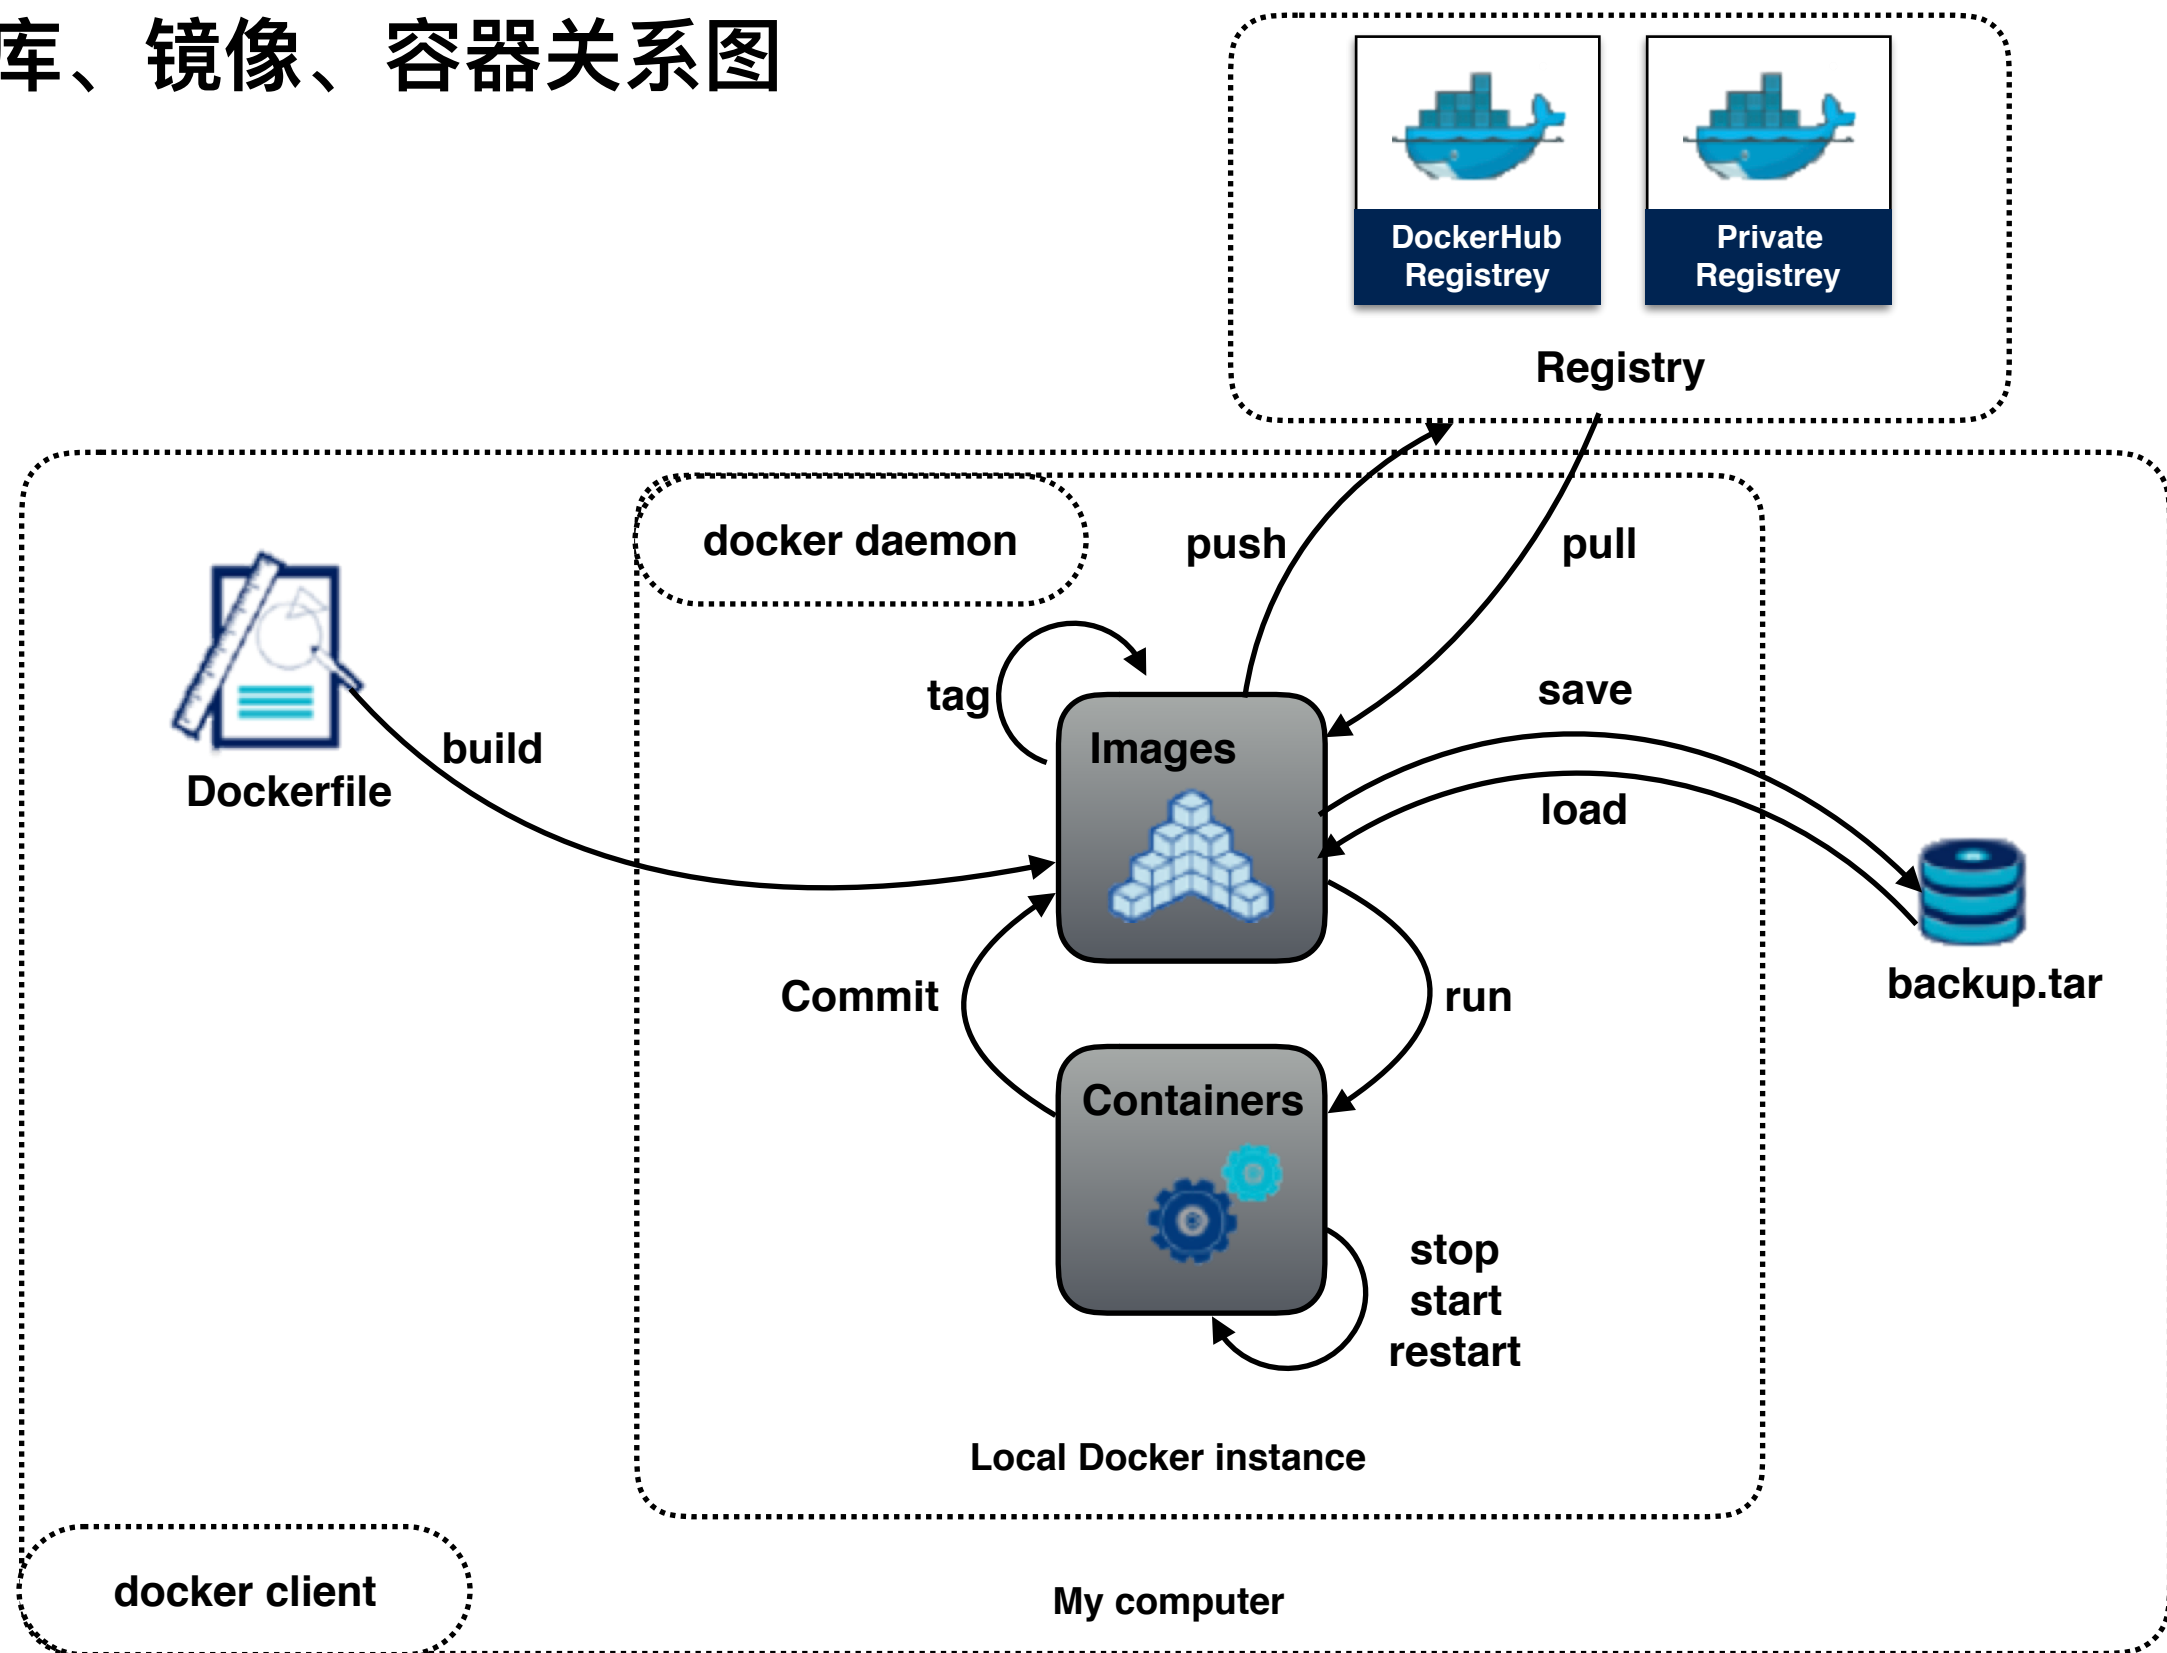 库、镜像、容器关系图
DockerHub
Registrey
Private
Registrey
Registry
docker daemon
push
pull
tag
save
Images
build
load
Dockerfile
backup.tar
Commit
run
Containers
stop
start
restart
Local Docker instance
docker client
My computer